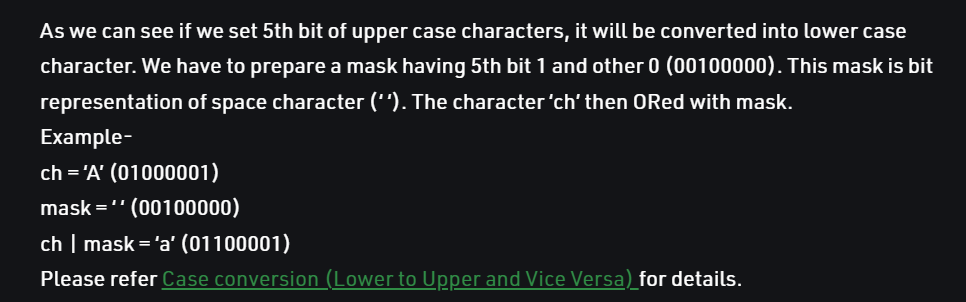 As we can see if we set 5th bit of upper case characters, it will be converted into lower case
character. We have to prepare a mask having 5th bit 1 and other 0 (00100000). This mask is bit
representation of space character (‘ ‘). The character ‘ch’ then ORed with mask.
Example-
ch = ‘A’ (01000001)
mask = ‘ ‘ (00100000)
ch | mask = ‘a’ (01100001)
Please refer Case conversion (Lower to Upper and Vice Versa) for details.